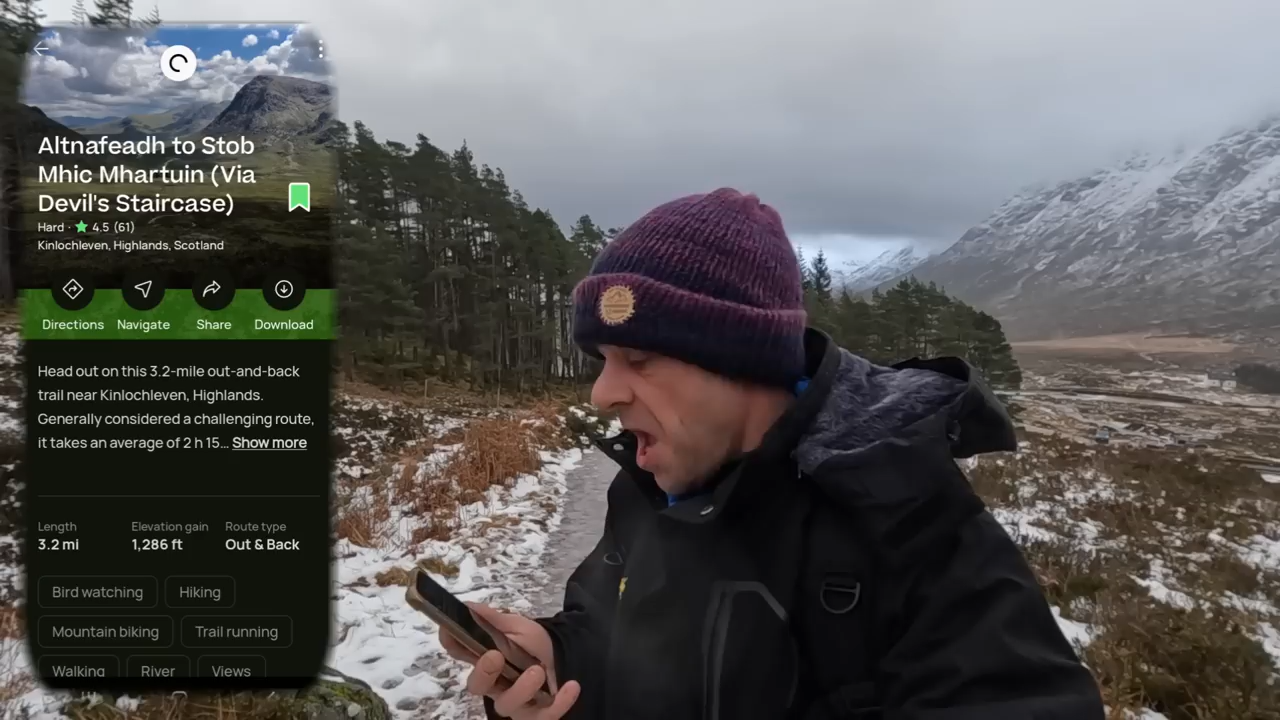 Altnafeadh to Stob
Mhic Mhartuin (Via
Devil's Staircase)
Hard · 4.5 (61)
Kinlochleven, Highlands, Scotland
Directions Navigate Share Download
Head out on this 3.2-mile out-and-back
trail near Kinlochleven, Highlands.
Generally considered a challenging route,
it takes an average of 2 h 15... Show more
Length Elevation gain Route type
3.2 mi 1,286 ft Out & Back
Bird watching Hiking
Mountain biking Trail running
Walking River Views